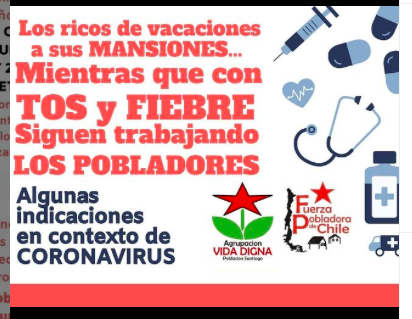 Los ricos de vacaciones
a sus MANSIONES...
Mientras que con
TOS y FIEBRE
Siguen trabajando
LOS POBLADORES
Algunas
indicaciones
en contexto de
CORONAVIRUS
Agrupacion
VIDA DIGNA
Poblacion Santiago
Fuerza
Pobladora
de Chile